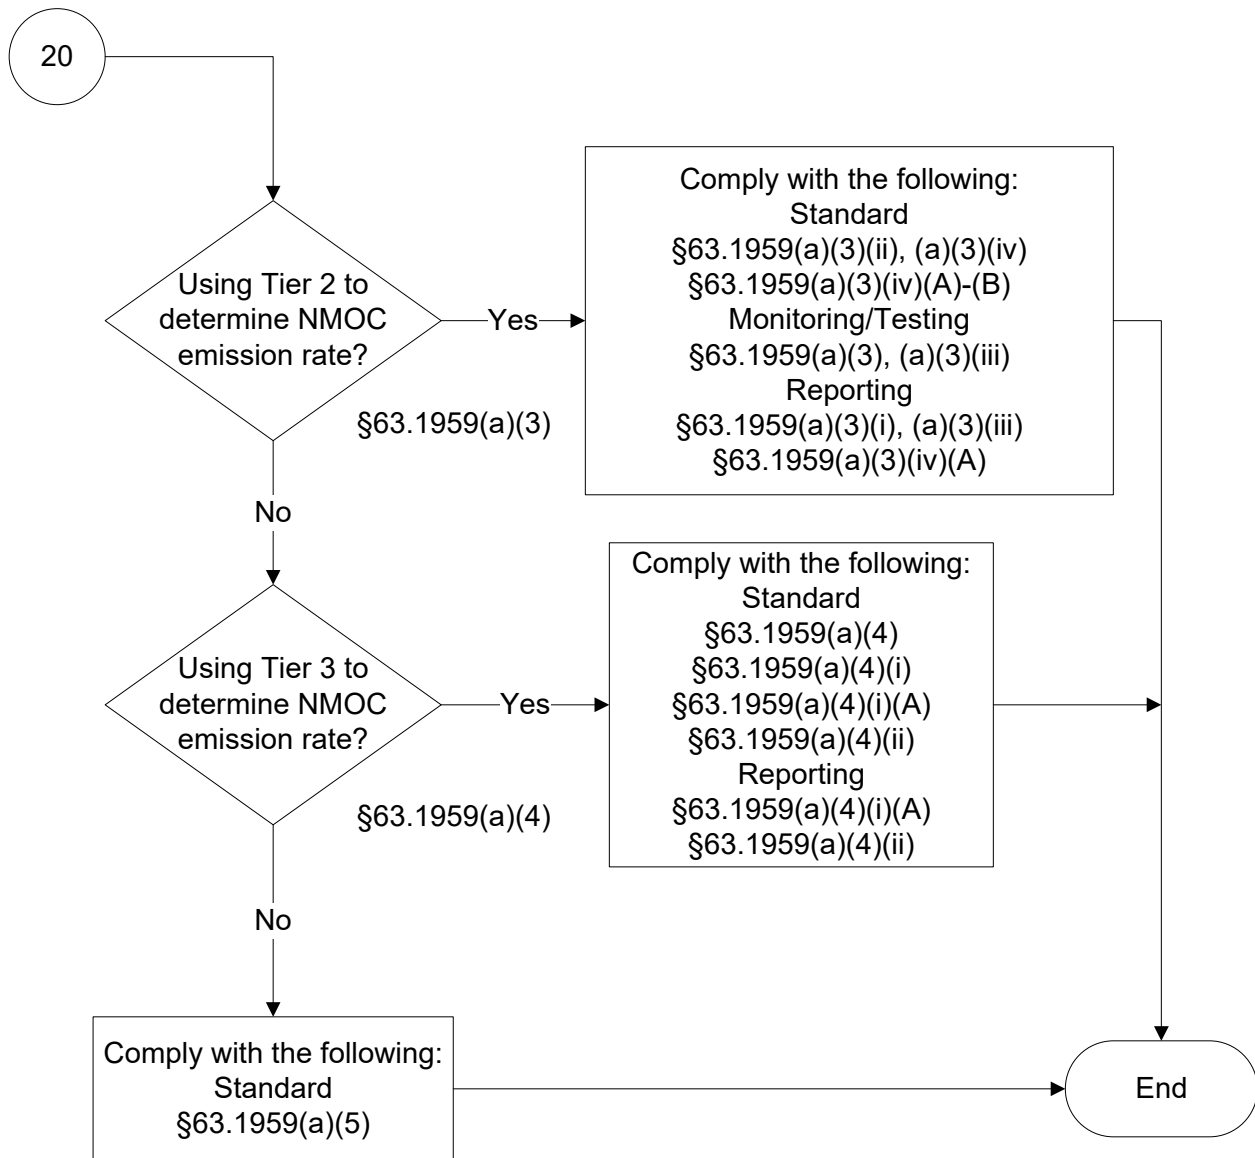 20
Using Tier 2 to
determine NMOC
emission rate?
Yes
§63.1959(a)(3)
Comply with the following:
Standard
§63.1959(a)(3)(ii), (a)(3)(iv)
§63.1959(a)(3)(iv)(A)-(B)
Monitoring/Testing
§63.1959(a)(3), (a)(3)(iii)
Reporting
§63.1959(a)(3)(i), (a)(3)(iii)
§63.1959(a)(3)(iv)(A)
No
Using Tier 3 to
determine NMOC
emission rate?
Yes
§63.1959(a)(4)
Comply with the following:
Standard
§63.1959(a)(4)
§63.1959(a)(4)(i)
§63.1959(a)(4)(i)(A)
§63.1959(a)(4)(ii)
Reporting
§63.1959(a)(4)(i)(A)
§63.1959(a)(4)(ii)
No
Comply with the following:
Standard
§63.1959(a)(5)
End